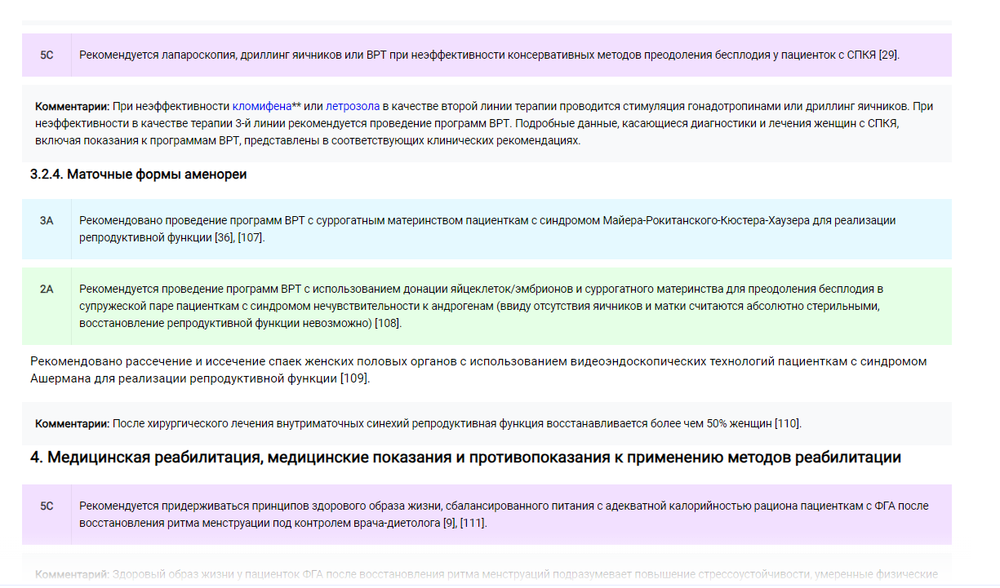 5C
Рекомендуется лапароскопия, дриллинг яичников или ВРТ при неэффективности консервативных методов преодоления бесплодия у пациенток с СПКЯ [29].
Комментарии: При неэффективности кломифена** или летрозола в качестве второй линии терапии проводится стимуляция гонадотропинами или дриллинг яичников. При
неэффективности в качестве терапии 3-й линии рекомендуется проведение программ ВРТ. Подробные данные, касающиеся диагностики и лечения женщин с СПКЯ,
включая показания к программам ВРТ, представлены в соответствующих клинических рекомендациях.
3.2.4. Маточные формы аменореи
3A
Рекомендовано проведение программ ВРТ с суррогатным материнством пациенткам с синдромом Майера-Рокитанского-Кюстера-Хаузера для реализации
репродуктивной функции [36], [107].
2A
Рекомендуется проведение программ ВРТ с использованием донации яйцеклеток/эмбрионов и суррогатного материнства для преодоления бесплодия в
супружеской паре пациенткам с синдромом нечувствительности к андрогенам (ввиду отсутствия яичников и матки считаются абсолютно стерильными,
восстановление репродуктивной функции невозможно) [108].
Рекомендовано рассечение и иссечение спаек женских половых органов с использованием видеоэндоскопических технологий пациенткам с синдромом
Ашермана для реализации репродуктивной функции [109].
Комментарии: После хирургического лечения внутриматочных синехий репродуктивная функция восстанавливается более чем 50% женщин [110].
4. Медицинская реабилитация, медицинские показания и противопоказания к применению методов реабилитации
5C
Рекомендуется придерживаться принципов здорового образа жизни, сбалансированного питания с адекватной калорийностью рациона пациенткам с ФГА после
восстановления ритма менструации под контролем врача-диетолога [9], [111].
Комментарий: Здоровый образ жизни у пациенток ФГА после восстановления ритма менструаций подразумевает повышение стрессоустойчивости, умеренные физические